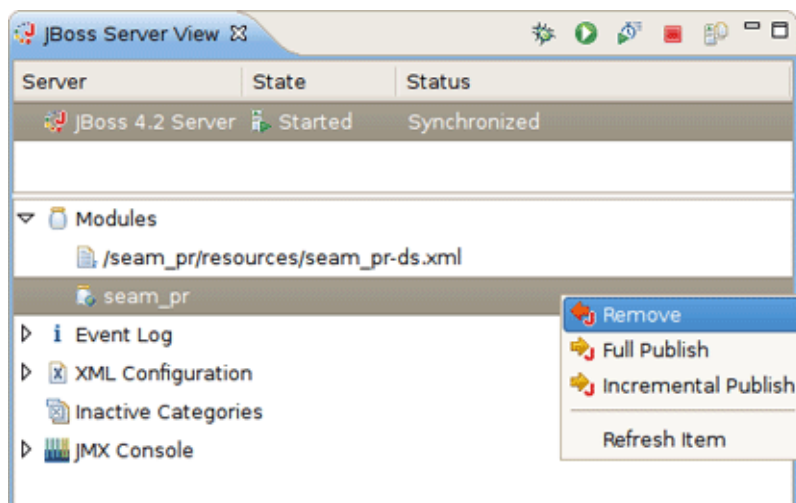 JBoss Server View
Server State Status
JBoss 4.2 Server Started Synchronized
Modules
/seam_pr/resources/seam_pr-ds.xml
seam_pr
Remove
Event Log
Full Publish
XML Configuration
Incremental Publish
Inactive Categories
Refresh Item
JMX Console